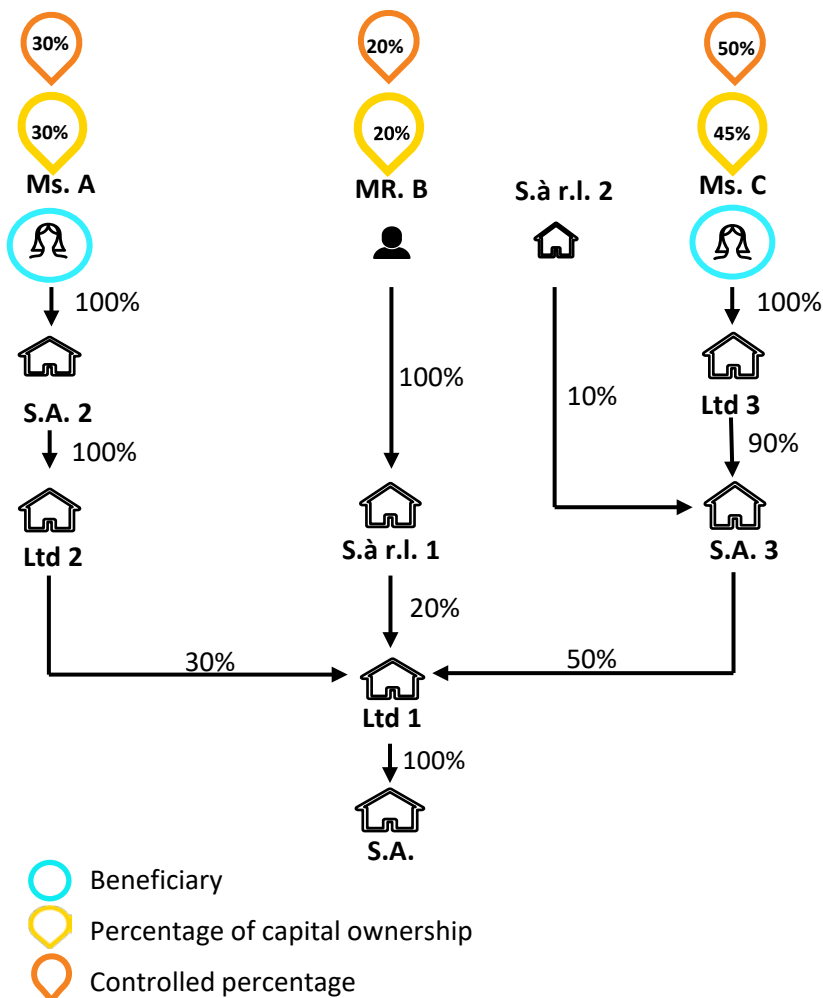 30%
20%
50%
30%
20%
45%
Ms. A
MR. B
S.à r.l. 2
Ms. C
100%
100%
100%
10%
Ltd 3
S.A. 2
100%
90%
Ltd 2
S.à r.l. 1
S.A. 3
20%
30%
50%
Ltd 1
100%
S.A.
Beneficiary
Percentage of capital ownership
Controlled percentage